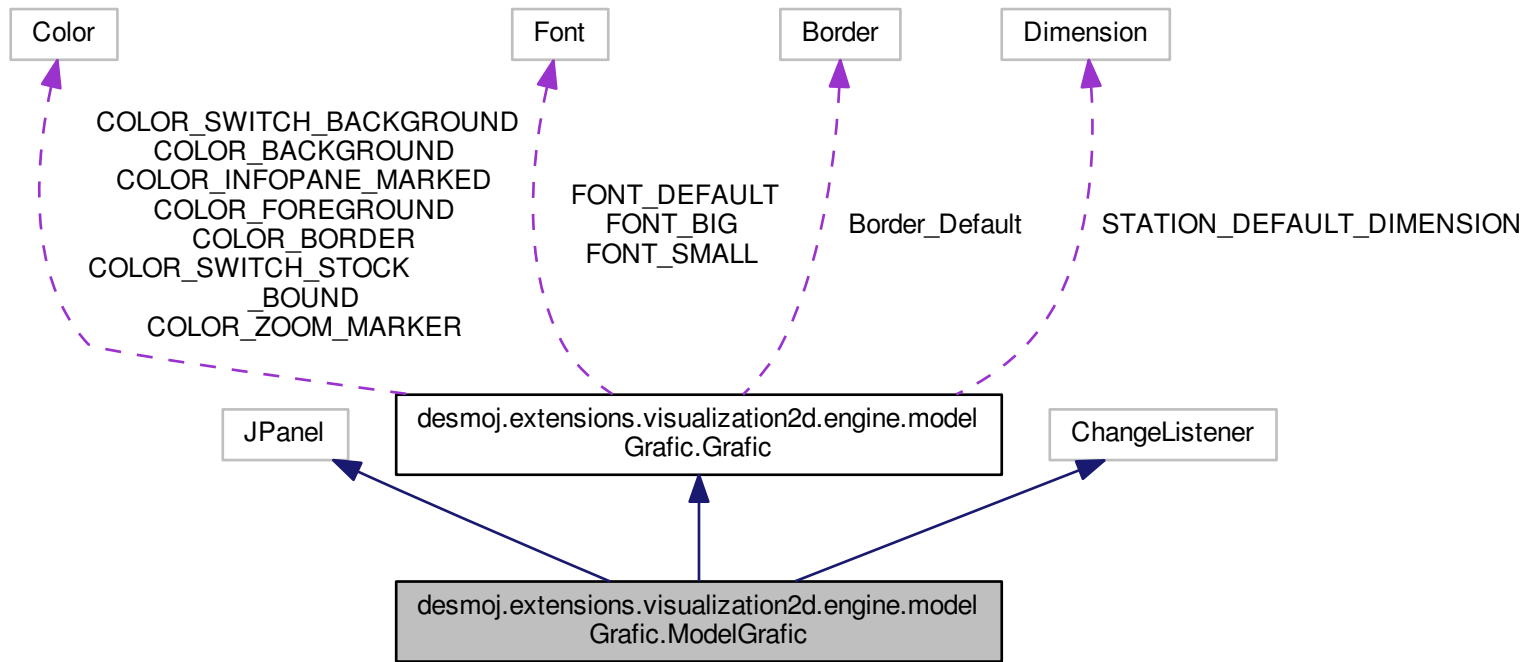 Color
Font
Border
Dimension
COLOR_SWITCH_BACKGROUND
COLOR_BACKGROUND
COLOR_INFOPANE_MARKED
COLOR_FOREGROUND
COLOR_BORDER
COLOR_SWITCH_STOCK
_BOUND
COLOR_ZOOM_MARKER
FONT_DEFAULT
FONT_BIG
FONT_SMALL
Border_Default
STATION_DEFAULT_DIMENSION
JPanel
desmoj.extensions.visualization2d.engine.model
Grafic.Grafic
ChangeListener
desmoj.extensions.visualization2d.engine.model
Grafic.ModelGrafic